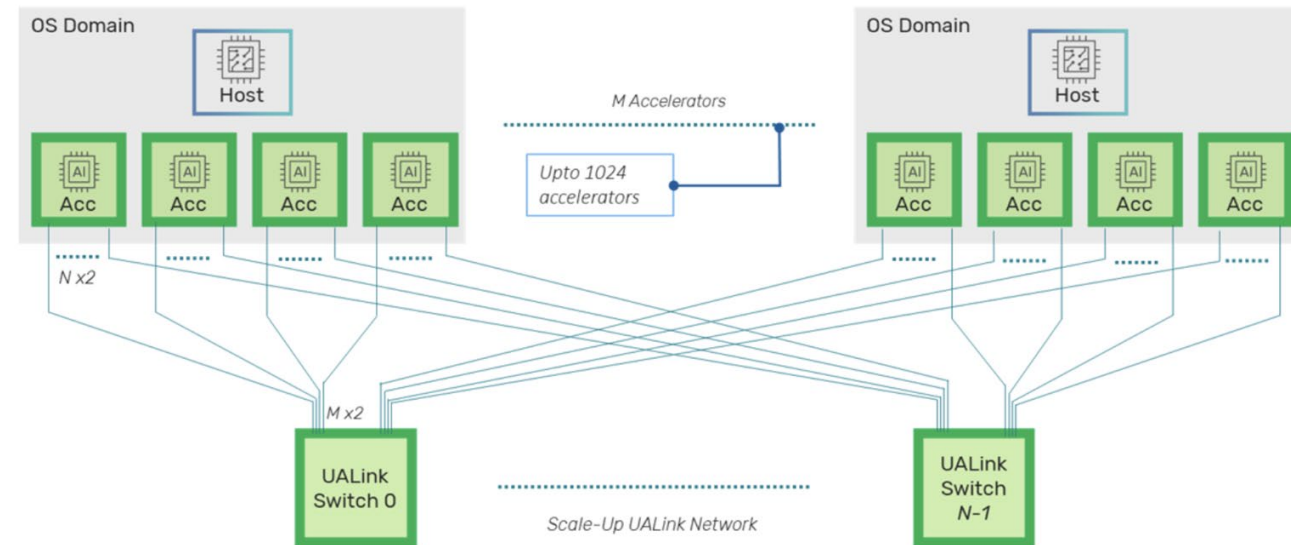 OS Domain
Host
AI
Acc
AI
Acc
AI
Acc
AI
Acc
N x2
M Accelerators
Upto 1024
accelerators
OS Domain
Host
AI
Acc
AI
Acc
AI
Acc
AI
Acc
M x2
UALink
Switch 0
Scale-Up UALink Network
UALink
Switch
N-1